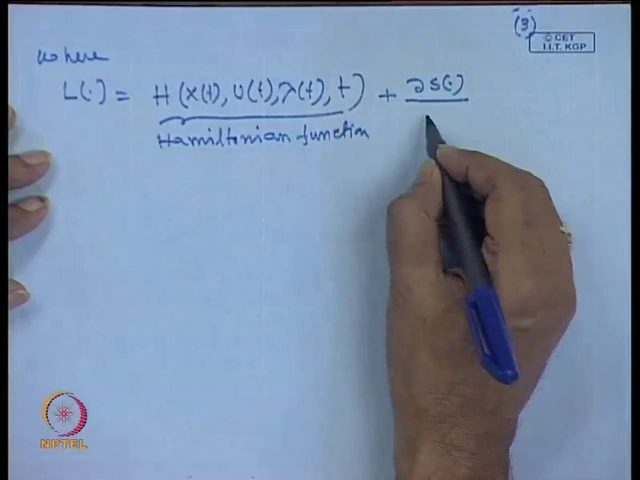 (3)
© CET
I.I.T. KGP
where
L(·) = H (x(t), u(t), λ(t), t) + ∂S(·)
Hamiltonian function
NPTEL